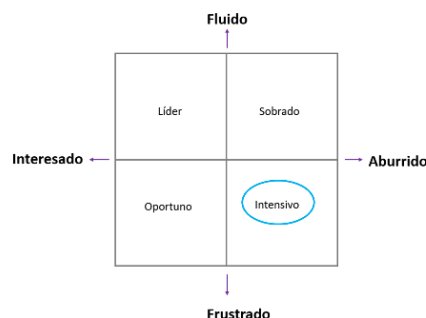 Fluido
Líder
Sobrado
Interesado
Aburrido
Oportuno
Intensivo
Frustrado